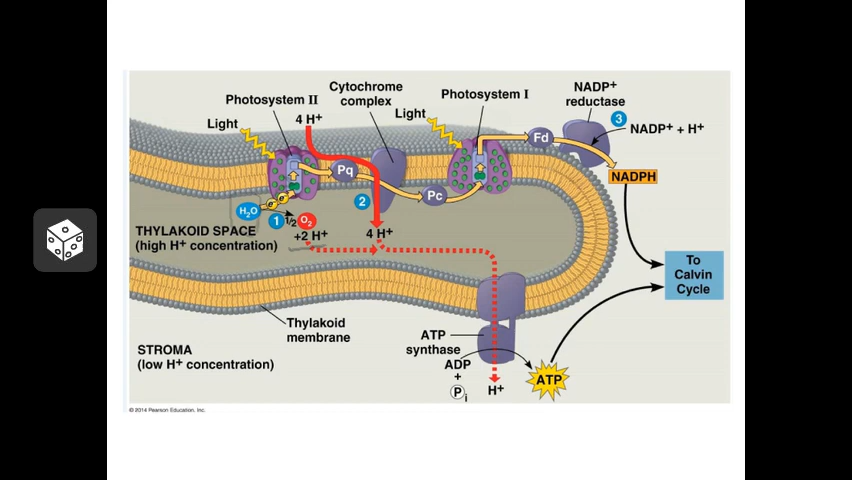 Cytochrome
complex
NADP+
reductase
Photosystem II
Photosystem I
4 H+
Light
Light
3
NADP+ + H+
Fd
Pq
NADPH
2
Pc
e-
e-
H₂O
1
1/2
O₂
+2 H+
4 H+
THYLAKOID SPACE
(high H+ concentration)
To
Calvin
Cycle
Thylakoid
membrane
ATP
synthase
STROMA
(low H+ concentration)
ADP
+
Pi
H+
ATP
© 2014 Pearson Education, Inc.